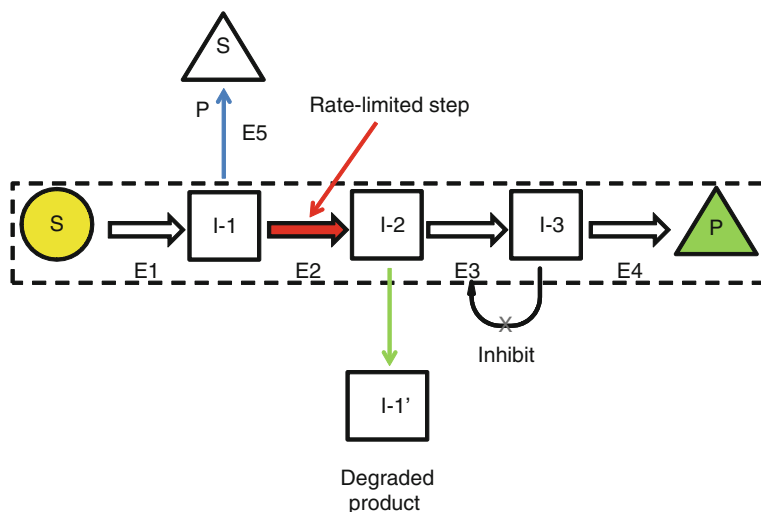 S
P
E5
Rate-limited step
S
I-1
I-2
I-3
P
E1
E2
E3
E4
X
Inhibit
I-1’
Degraded
product